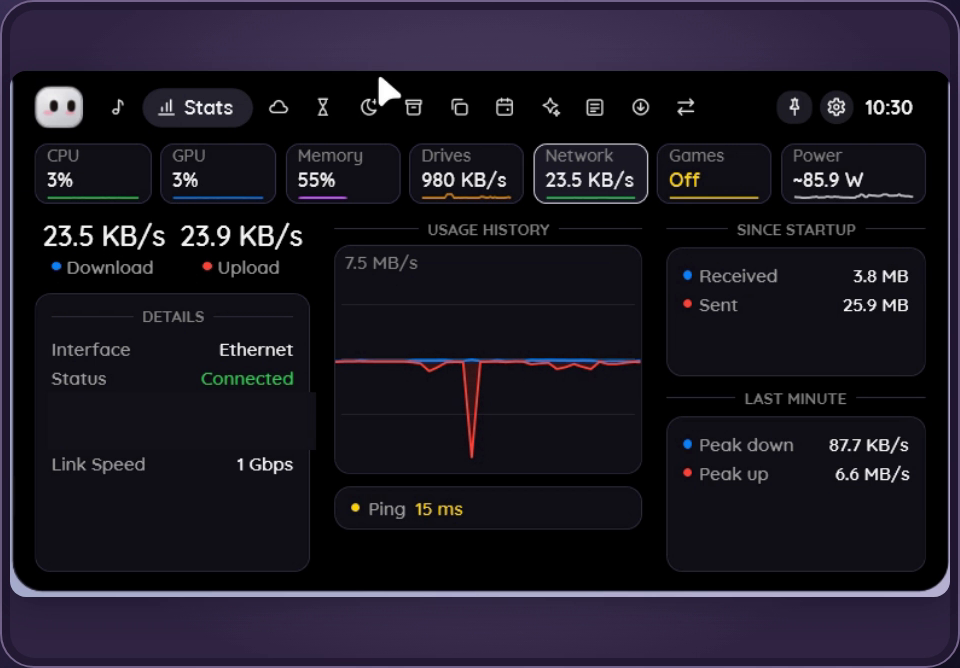 Stats
10:30
CPU
3%
GPU
3%
Memory
55%
Drives
980 KB/s
Network
23.5 KB/s
Games
Off
Power
~85.9 W
23.5 KB/s
Download
23.9 KB/s
Upload
DETAILS
Interface Ethernet
Status Connected
Link Speed 1 Gbps
USAGE HISTORY
7.5 MB/s
Ping 15 ms
SINCE STARTUP
Received 3.8 MB
Sent 25.9 MB
LAST MINUTE
Peak down 87.7 KB/s
Peak up 6.6 MB/s